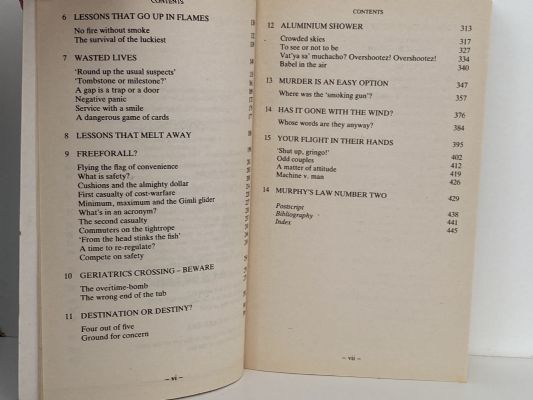 CONTENTS
6 LESSONS THAT GO UP IN FLAMES
No fire without smoke
The survival of the luckiest
7 WASTED LIVES
'Round up the usual suspects'
'Tombstone or milestone?'
A gap is a trap or a door
Negative panic
Service with a smile
A dangerous game of cards
8 LESSONS THAT MELT AWAY
9 FREEFORALL?
Flying the flag of convenience
What is safety?
Cushions and the almighty dollar
First casualty of cost-warfare
Minimum, maximum and the Gimli glider
What's in an acronym?
The second casualty
Commuters on the tightrope
'From the head stinks the fish'
A time to re-regulate?
Compete on safety
10 GERIATRICS CROSSING – BEWARE
The overtime-bomb
The wrong end of the tub
11 DESTINATION OR DESTINY?
Four out of five
Ground for concern
– vi –
CONTENTS
12 ALUMINIUM SHOWER 313
Crowded skies 317
To see or not to be 327
Vat'ya sa' muchacho? Overshootez! Overshootez! 334
Babel in the air 340
13 MURDER IS AN EASY OPTION 347
Where was the 'smoking gun'? 357
14 HAS IT GONE WITH THE WIND? 376
Whose words are they anyway? 384
15 YOUR FLIGHT IN THEIR HANDS 395
'Shut up, gringo!' 402
Odd couples 412
A matter of attitude 419
Machine v. man 426
14 MURPHY'S LAW NUMBER TWO 429
Postscript 438
Bibliography 441
Index 445
– vii –